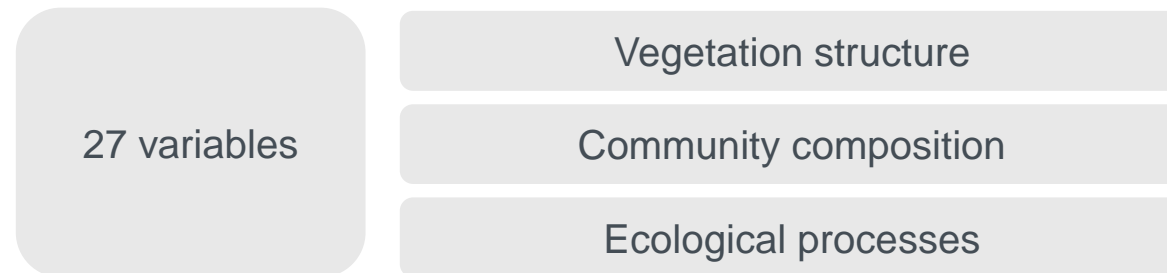 27 variables
Vegetation structure
Community composition
Ecological processes